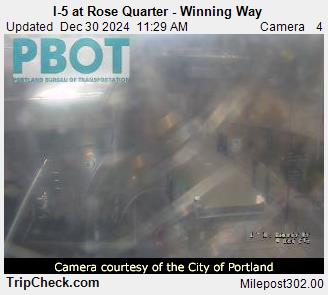 I-5 at Rose Quarter - Winning Way
Updated Dec 30 2024 11:29 AM Camera 4
PBOT
PORTLAND BUREAU OF TRANSPORTATION
Camera courtesy of the City of Portland
TripCheck.com Milepost302.00